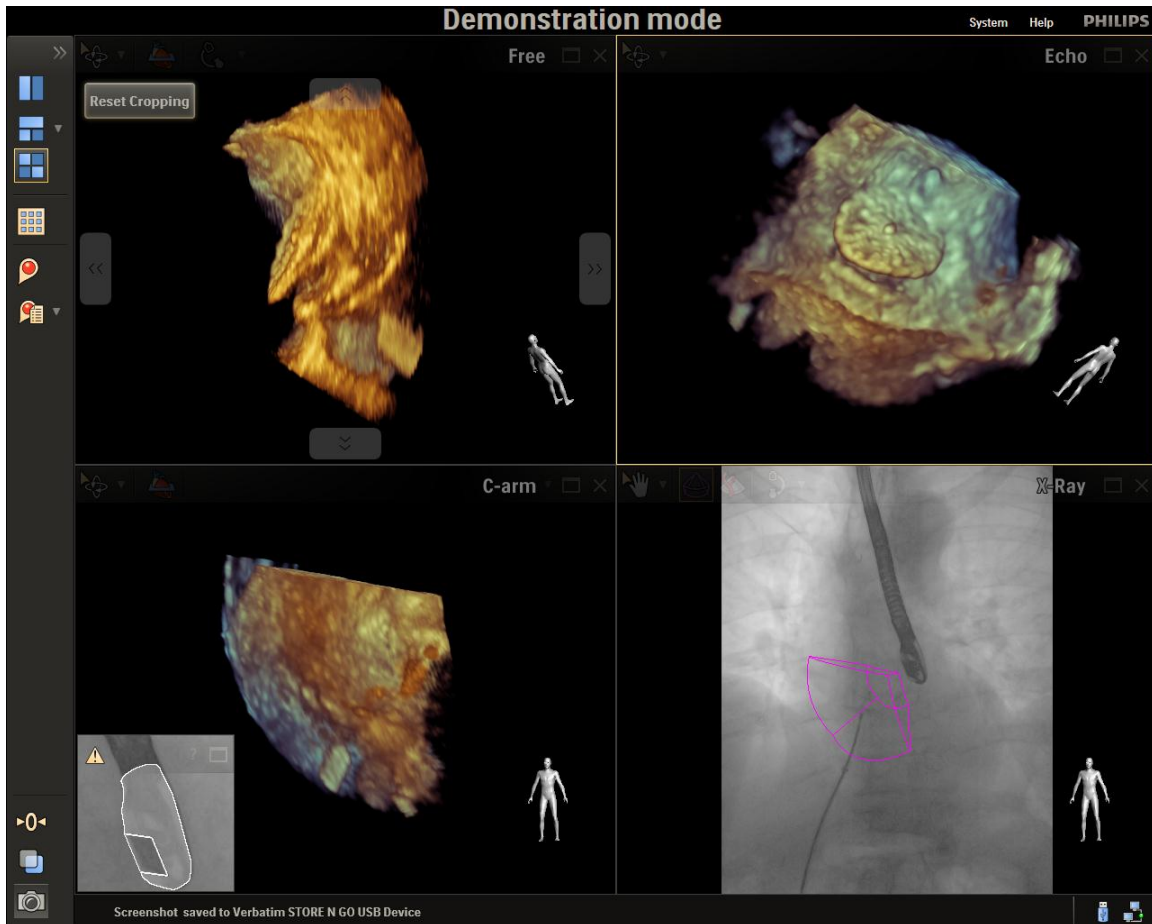 Demonstration mode
System Help PHILIPS
Free
Echo
Reset Cropping
C-arm
X-Ray
?
0
Screenshot saved to Verbatim STORE N GO USB Device